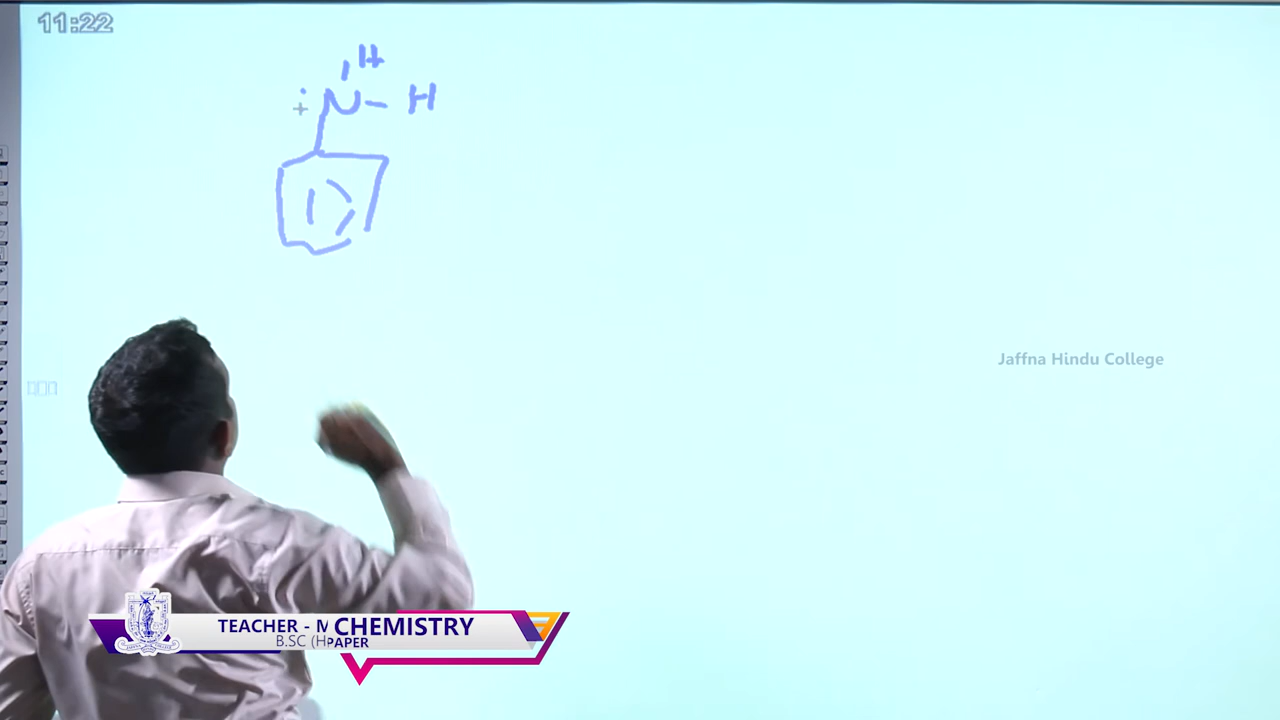 11:22
H
N - H
Jaffna Hindu College
TEACHER - M CHEMISTRY
B.SC (H PAPER